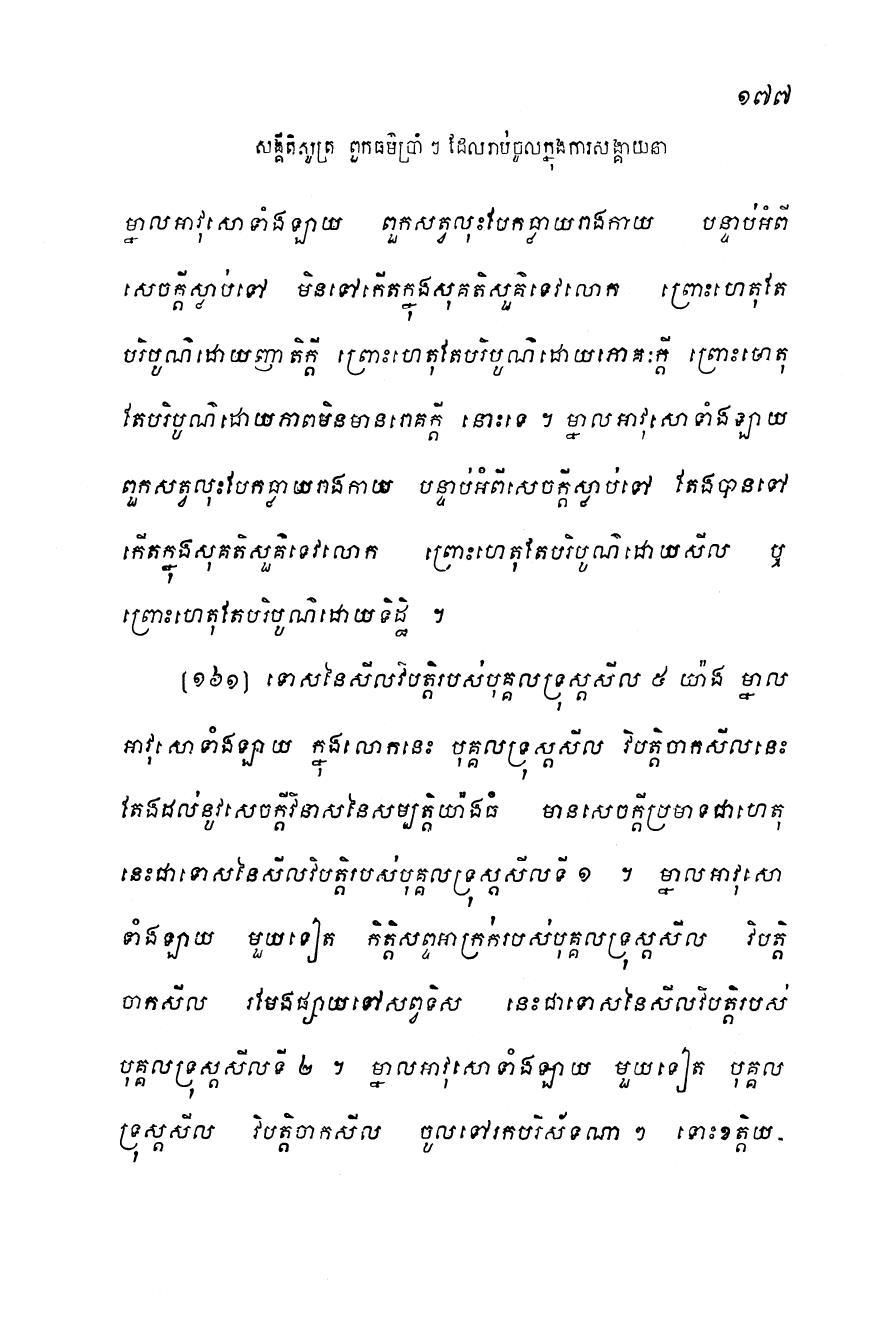 ១៧៧
សង្គីតិសូត្រ ពួកធម៌ប្រាំ ៗ ដែលរាប់ចូលក្នុងការសង្គាយនា
ម្នាលអាវុសោទាំងឡាយ ពួកសត្វលុះបែកធ្លាយរាងកាយ បន្ទាប់អំពី
សេចក្តីស្លាប់ទៅ មិនទៅកើតក្នុងសុគតិសួគ៌ទេវលោក ព្រោះហេតុតែ
បរិបូណ៌ដោយញាតិក្តី ព្រោះហេតុតែបរិបូណ៌ដោយភោគៈក្តី ព្រោះហេតុ
តែបរិបូណ៌ដោយភាពមិនមានរោគក្តី នោះទេ ។ ម្នាលអាវុសោទាំងឡាយ
ពួកសត្វលុះបែកធ្លាយរាងកាយ បន្ទាប់អំពីសេចក្តីស្លាប់ទៅ តែងបានទៅ
កើតក្នុងសុគតិសួគ៌ទេវលោក ព្រោះហេតុតែបរិបូណ៌ដោយសីល ឬ
ព្រោះហេតុតែបរិបូណ៌ដោយទិដ្ឋិ ។
(១៦១) ទោសនៃសីលវិបត្តិរបស់បុគ្គលទ្រុស្តសីល ៥ យ៉ាង ម្នាល
អាវុសោទាំងឡាយ ក្នុងលោកនេះ បុគ្គលទ្រុស្តសីល វិបត្តិចាកសីលនេះ
តែងដល់នូវសេចក្តីវិនាសនៃសម្បត្តិយ៉ាងធំ មានសេចក្តីប្រមាទជាហេតុ
នេះជាទោសនៃសីលវិបត្តិរបស់បុគ្គលទ្រុស្តសីលទី ១ ។ ម្នាលអាវុសោ
ទាំងឡាយ មួយទៀត កិត្តិសព្ទអាក្រក់របស់បុគ្គលទ្រុស្តសីល វិបត្តិ
ចាកសីល រមែងផ្សាយទៅសព្វទិស នេះជាទោសនៃសីលវិបត្តិរបស់
បុគ្គលទ្រុស្តសីលទី ២ ។ ម្នាលអាវុសោទាំងឡាយ មួយទៀត បុគ្គល
ទ្រុស្តសីល វិបត្តិចាកសីល ចូលទៅរកបរិស័ទណា ៗ ទោះខត្តិយ-